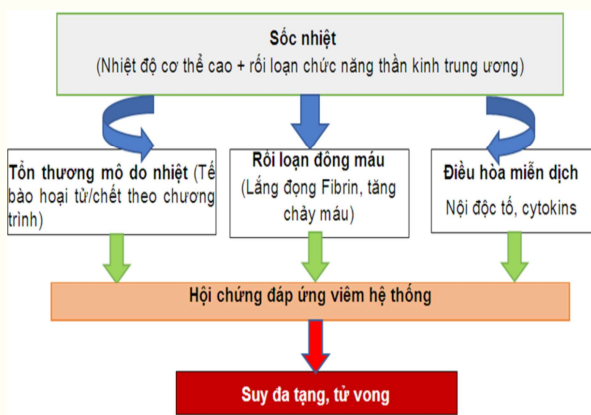 Sốc nhiệt
(Nhiệt độ cơ thể cao + rối loạn chức năng thần kinh trung ương)
Tổn thương mô do nhiệt (Tế
bào hoại tử/chết theo chương
trình)
Rối loạn đông máu
(Lắng đọng Fibrin, tăng
chảy máu)
Điều hòa miễn dịch
Nội độc tố, cytokins
Hội chứng đáp ứng viêm hệ thống
Suy đa tạng, tử vong